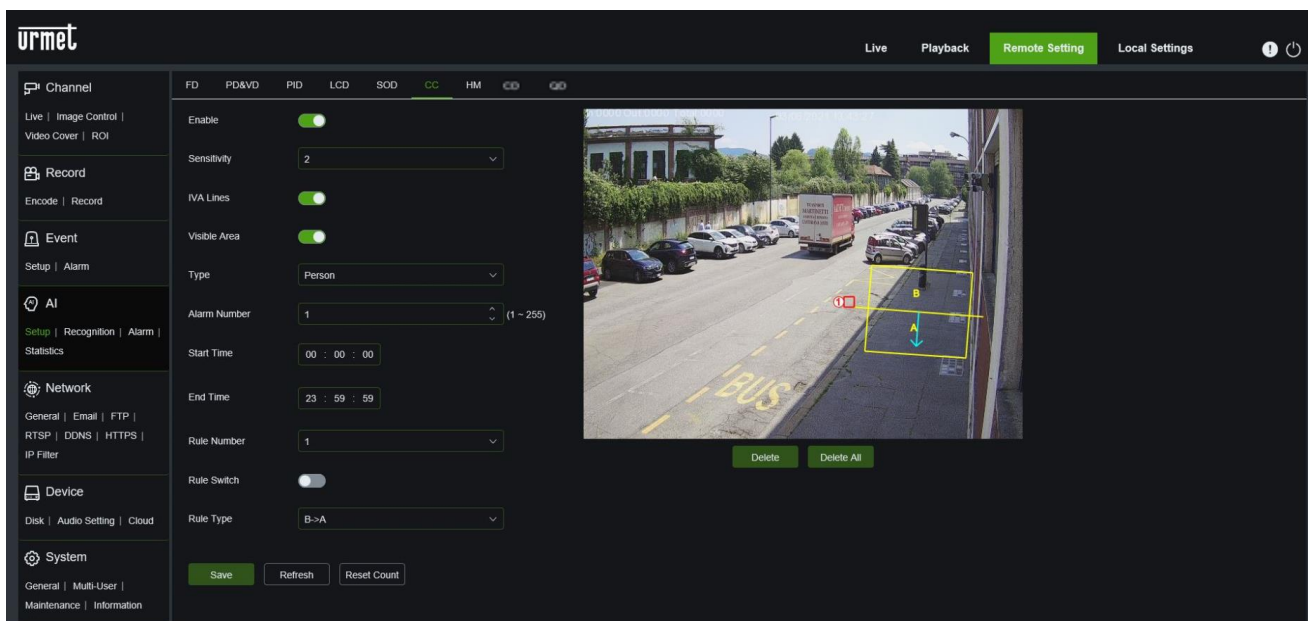 urmet
Live Playback Remote Setting Local Settings
Channel
Live | Image Control |
Video Cover | ROI
Record
Encode | Record
Event
Setup | Alarm
AI
Setup | Recognition | Alarm |
Statistics
Network
General | Email | FTP |
RTSP | DDNS | HTTPS |
IP Filter
Device
Disk | Audio Setting | Cloud
System
General | Multi-User |
Maintenance | Information
FD PD&VD PID LCD SOD CC HM CD
Enable
Sensitivity 2
IVA Lines
Visible Area
Type Person
Alarm Number 1 (1 ~ 255)
Start Time 00 : 00 : 00
End Time 23 : 59 : 59
Rule Number 1
Rule Switch
Rule Type B->A
Save Refresh Reset Count
1
B
A
BUS
Delete Delete All